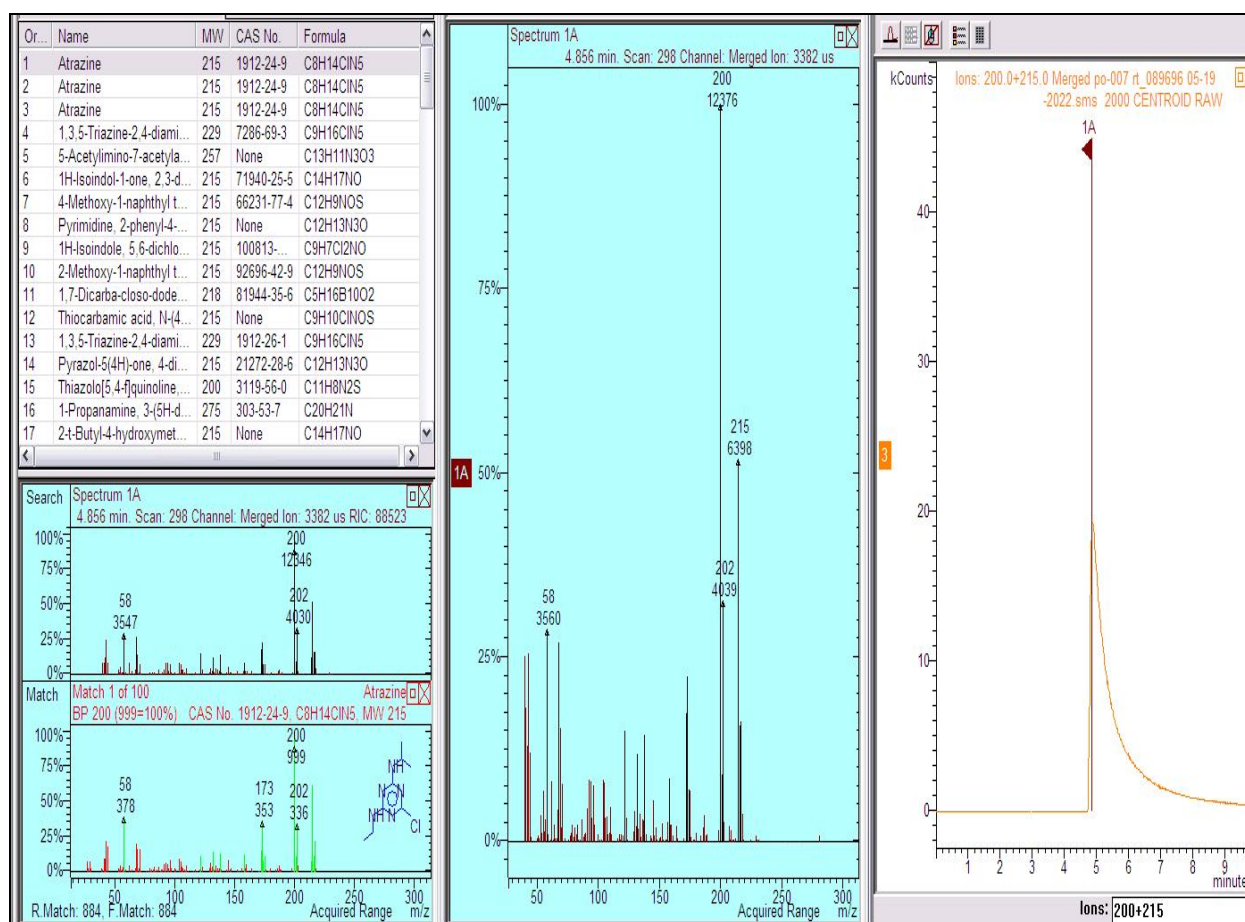 Or... Name MW CAS No. Formula
1 Atrazine 215 1912-24-9 C8H14ClN5
2 Atrazine 215 1912-24-9 C8H14ClN5
3 Atrazine 215 1912-24-9 C8H14ClN5
4 1,3,5-Triazine-2,4-diami... 229 7286-69-3 C9H16ClN5
5 5-Acetylimino-7-acetyla... 257 None C13H11N3O3
6 1H-Isoindol-1-one, 2,3-d... 215 71940-25-5 C14H17NO
7 4-Methoxy-1-naphthyl t... 215 66231-77-4 C12H9NOS
8 Pyrimidine, 2-phenyl-4-... 215 None C12H13N3O
9 1H-Isoindole, 5,6-dichlo... 215 100813-... C9H7Cl2NO
10 2-Methoxy-1-naphthyl t... 215 92696-42-9 C12H9NOS
11 1,7-Dicarba-closo-dode... 218 81944-35-6 C5H16B10O2
12 Thiocarbamic acid, N-(4... 215 None C9H10ClNOS
13 1,3,5-Triazine-2,4-diami... 229 1912-26-1 C9H16ClN5
14 Pyrazol-5(4H)-one, 4-di... 215 21272-28-6 C12H13N3O
15 Thiazolo[5,4-f]quinoline,... 200 3119-56-0 C11H8N2S
16 1-Propanamine, 3-(5H-d... 275 303-53-7 C20H21N
17 2-t-Butyl-4-hydroxymet... 215 None C14H17NO
Search Spectrum 1A
4.856 min. Scan: 298 Channel: Merged Ion: 3382 us RIC: 88523
100%
75%
50%
25%
0%
200
12346
202
4030
58
3547
Match Match 1 of 100 Atrazine
BP 200 (999=100%) CAS No. 1912-24-9, C8H14ClN5, MW 215
100%
75%
50%
25%
0%
200
999
58
378
173
353
202
336
NH
N N
NH N Cl
50 100 150 200 250 300
R.Match: 884, F.Match: 884 Acquired Range m/z
Spectrum 1A
4.856 min. Scan: 298 Channel: Merged Ion: 3382 us
1A
100%
75%
50%
25%
0%
200
12376
215
6398
202
4039
58
3560
50 100 150 200 250 300
Acquired Range m/z
kCounts
Ions: 200.0+215.0 Merged po-007 rt_089696 05-19
-2022.sms 2000 CENTROID RAW
1A
3
40
30
20
10
0
1 2 3 4 5 6 7 8 9
minute
Ions: 200+215